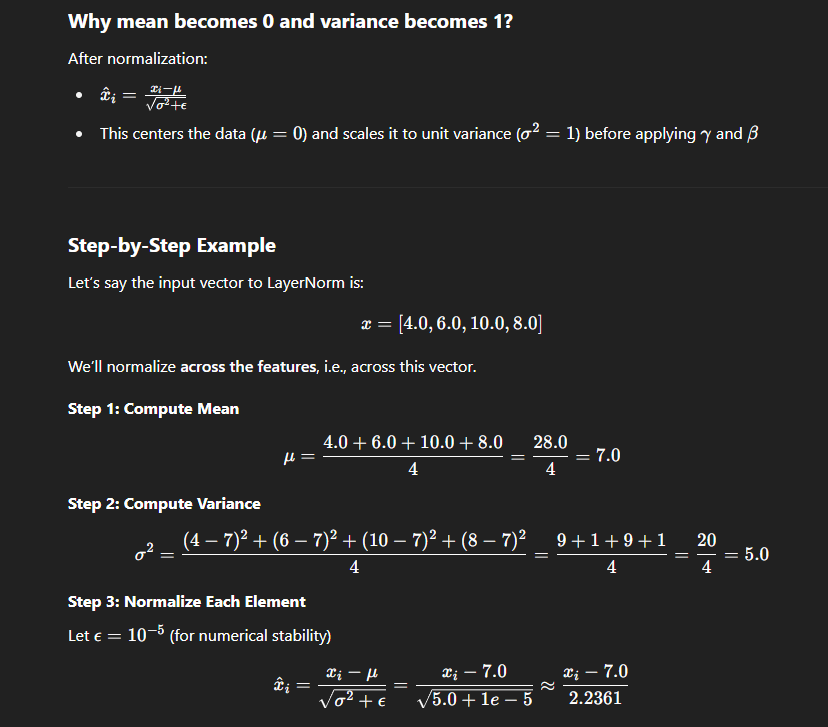 Why mean becomes 0 and variance becomes 1?
After normalization:
• x̂ᵢ = (xᵢ−μ)/√(σ²+ϵ)
• This centers the data (μ = 0) and scales it to unit variance (σ² = 1) before applying γ and β
Step-by-Step Example
Let's say the input vector to LayerNorm is:
x = [4.0, 6.0, 10.0, 8.0]
We'll normalize across the features, i.e., across this vector.
Step 1: Compute Mean
μ = (4.0 + 6.0 + 10.0 + 8.0)/4 = 28.0/4 = 7.0
Step 2: Compute Variance
σ² = ((4 − 7)² + (6 − 7)² + (10 − 7)² + (8 − 7)²)/4 = (9 + 1 + 9 + 1)/4 = 20/4 = 5.0
Step 3: Normalize Each Element
Let ϵ = 10⁻⁵ (for numerical stability)
x̂ᵢ = (xᵢ − μ)/√(σ² + ϵ) = (xᵢ − 7.0)/√(5.0 + 1e − 5) ≈ (xᵢ − 7.0)/2.2361